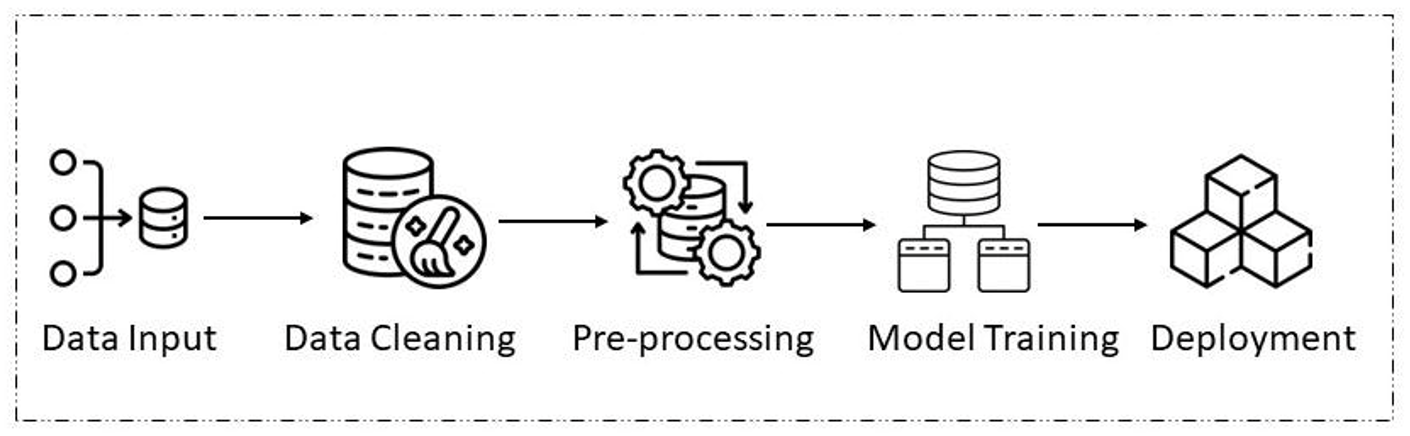 Data Input
Data Cleaning
Pre-processing
Model Training
Deployment